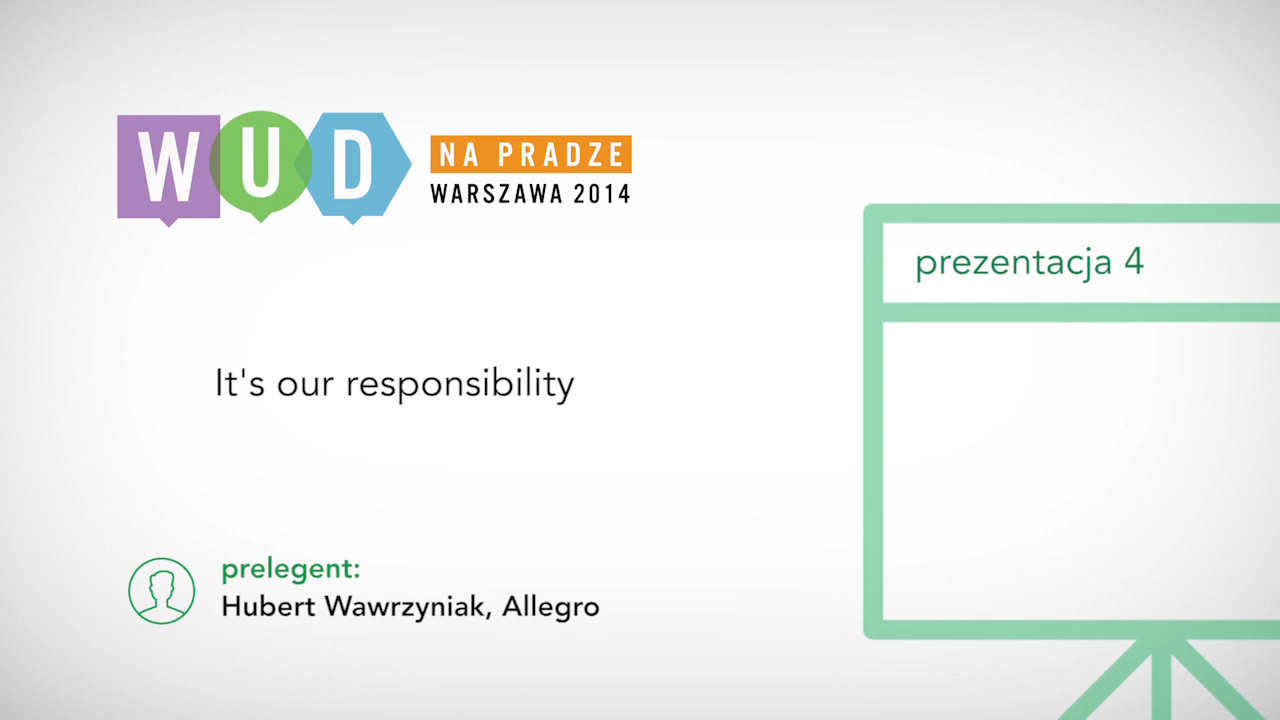 WUD
NA PRADZE
WARSZAWA 2014
prezentacja 4
It's our responsibility
prelegent:
Hubert Wawrzyniak, Allegro